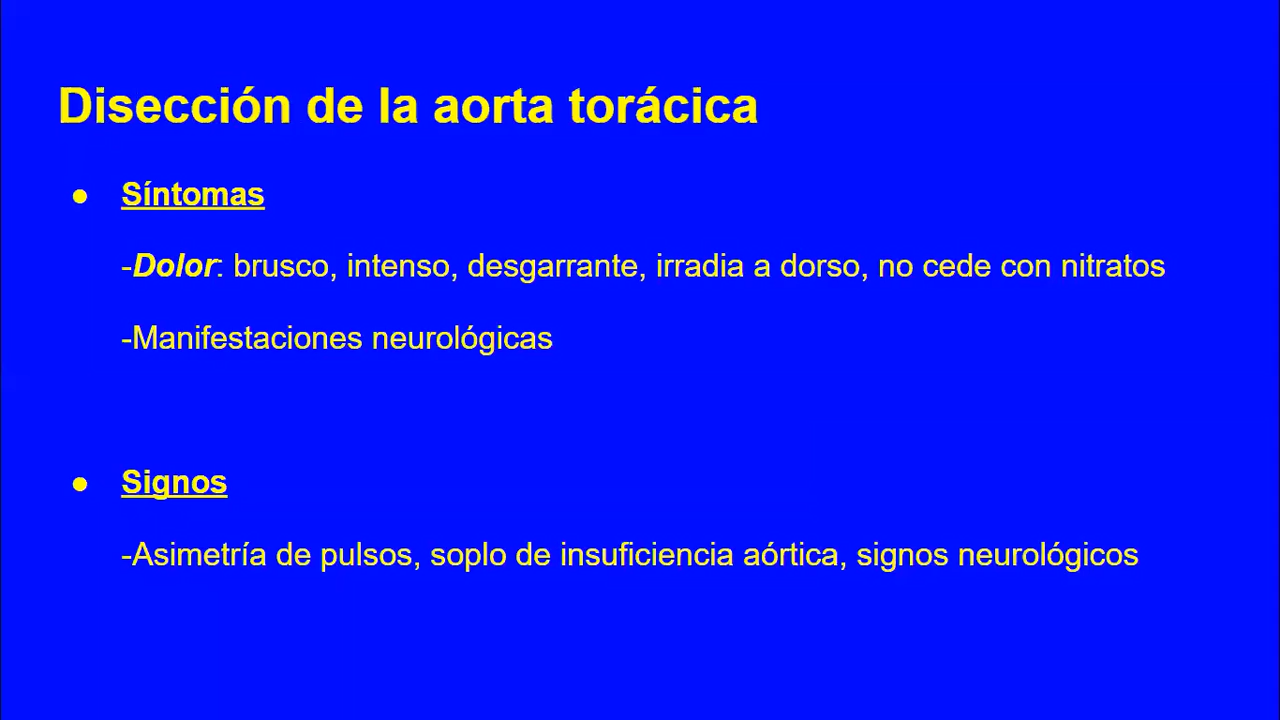 Disección de la aorta torácica
● Síntomas
-Dolor: brusco, intenso, desgarrante, irradia a dorso, no cede con nitratos
-Manifestaciones neurológicas
● Signos
-Asimetría de pulsos, soplo de insuficiencia aórtica, signos neurológicos